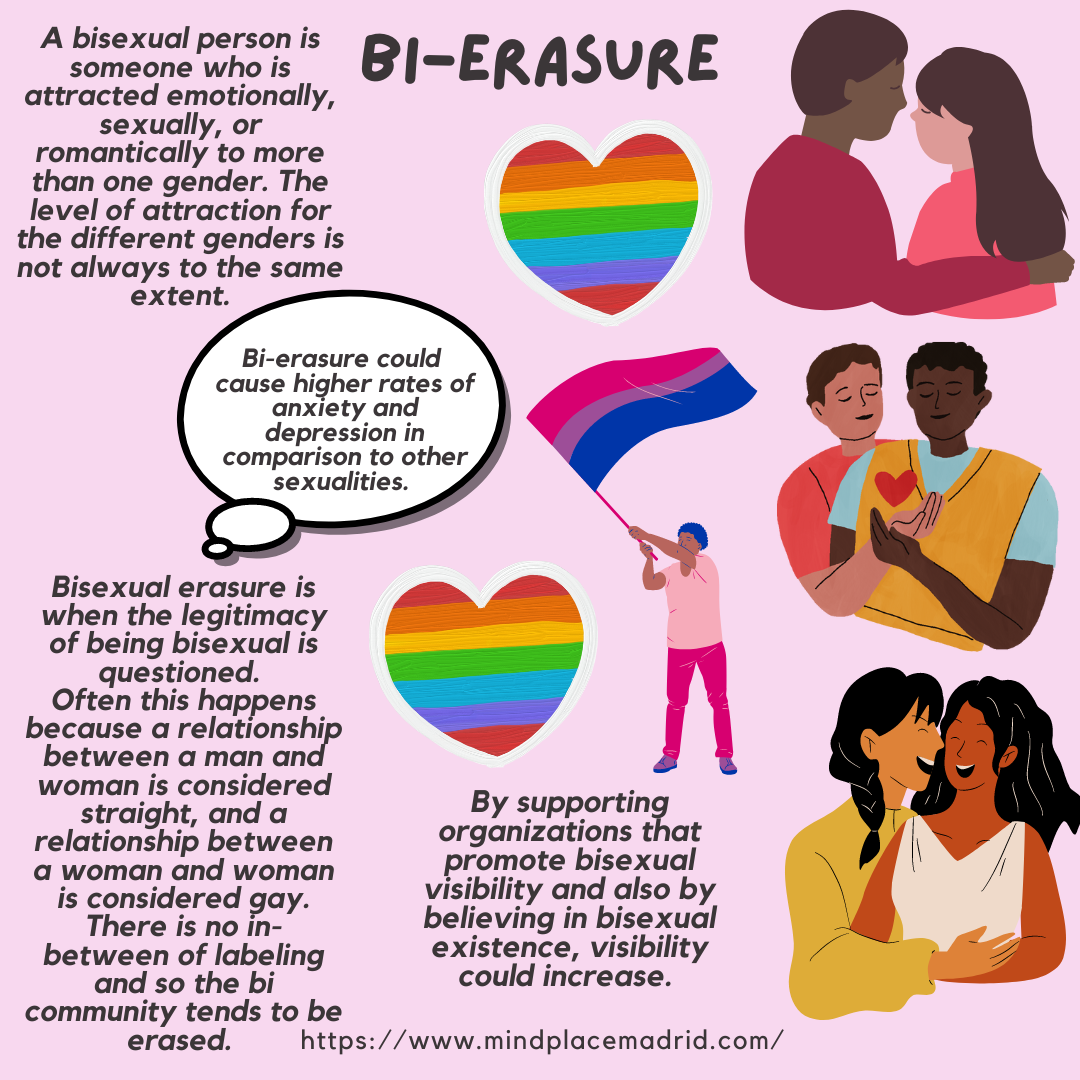 BI-ERASURE
A bisexual person is
someone who is
attracted emotionally,
sexually, or
romantically to more
than one gender. The
level of attraction for
the different genders is
not always to the same
extent.
Bi-erasure could
cause higher rates of
anxiety and
depression in
comparison to other
sexualities.
Bisexual erasure is
when the legitimacy
of being bisexual is
questioned.
Often this happens
because a relationship
between a man and
woman is considered
straight, and a
relationship between
a woman and woman
is considered gay.
There is no in-
between of labeling
and so the bi
community tends to be
erased.
By supporting
organizations that
promote bisexual
visibility and also by
believing in bisexual
existence, visibility
could increase.
https://www.mindplacemadrid.com/